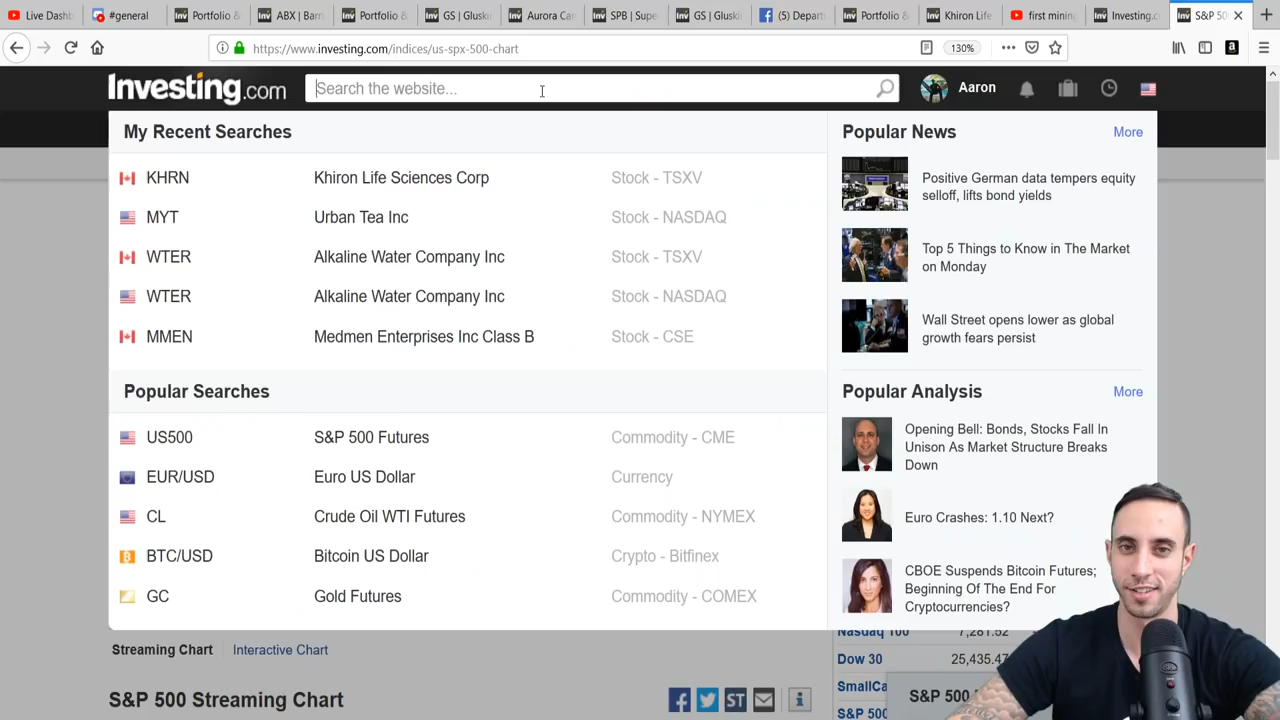 Live Dashb
#general
Portfolio &
ABX | Barri
Portfolio &
GS | Gluski
Aurora Car
SPB | Supe
GS | Gluski
(5) Depart
Portfolio &
Khiron Life
first mining
Investing.c
S&P 50
https://www.investing.com/indices/us-spx-500-chart
130%
Investing.com
Search the website...
Aaron
My Recent Searches
KHRN Khiron Life Sciences Corp Stock - TSXV
MYT Urban Tea Inc Stock - NASDAQ
WTER Alkaline Water Company Inc Stock - TSXV
WTER Alkaline Water Company Inc Stock - NASDAQ
MMEN Medmen Enterprises Inc Class B Stock - CSE
Popular Searches
US500 S&P 500 Futures Commodity - CME
EUR/USD Euro US Dollar Currency
CL Crude Oil WTI Futures Commodity - NYMEX
BTC/USD Bitcoin US Dollar Crypto - Bitfinex
GC Gold Futures Commodity - COMEX
Popular News More
Positive German data tempers equity
selloff, lifts bond yields
Top 5 Things to Know in The Market
on Monday
Wall Street opens lower as global
growth fears persist
Popular Analysis More
Opening Bell: Bonds, Stocks Fall In
Unison As Market Structure Breaks
Down
Euro Crashes: 1.10 Next?
CBOE Suspends Bitcoin Futures;
Beginning Of The End For
Cryptocurrencies?
Streaming Chart Interactive Chart
S&P 500 Streaming Chart
ST
Nasdaq 100 7,281.52
Dow 30 25,435.47
SmallCa
S&P 500
S&P 500